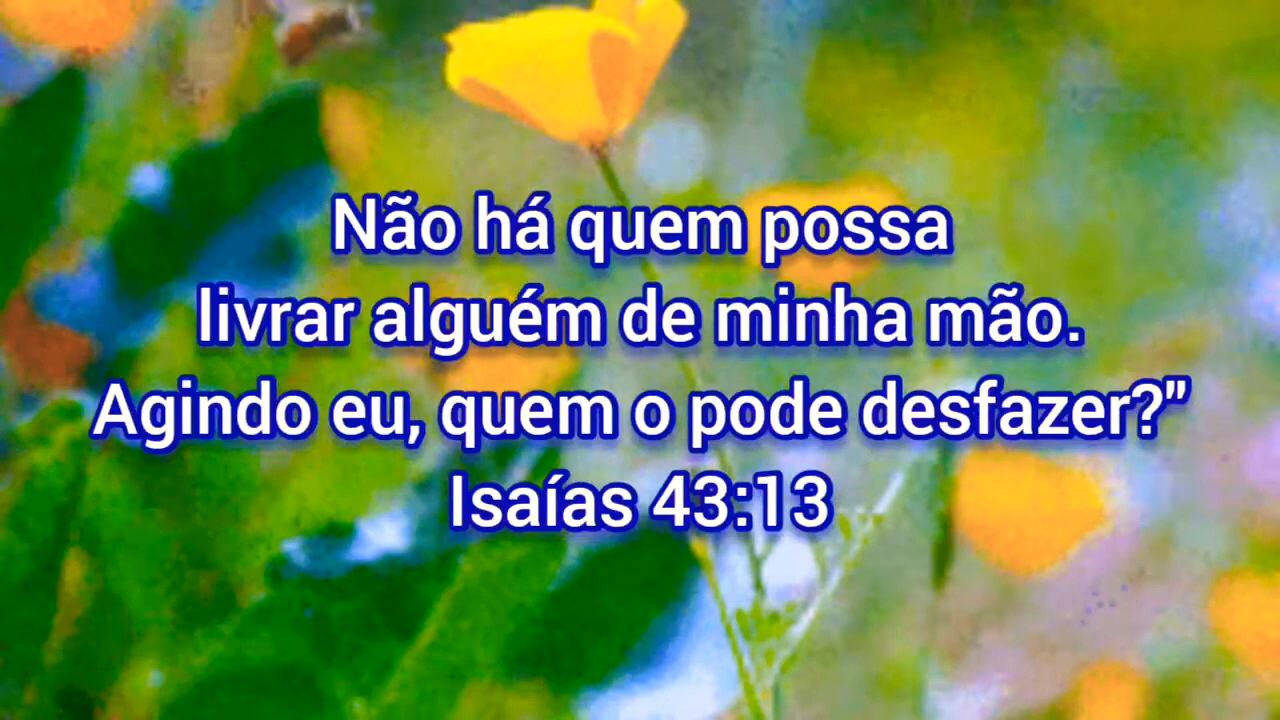 Não há quem possa
livrar alguém de minha mão.
Agindo eu, quem o pode desfazer?”
Isaías 43:13